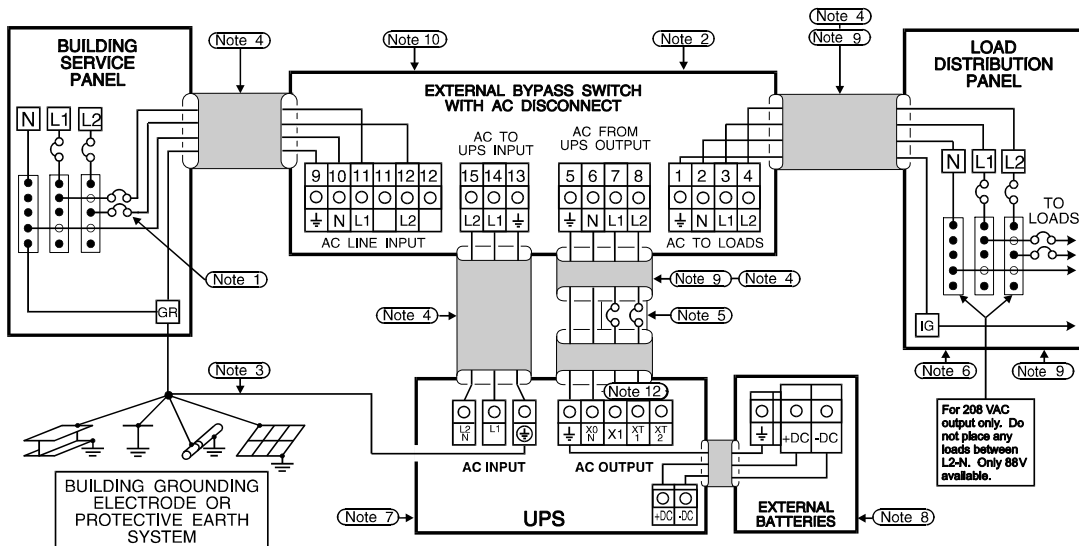 BUILDING
SERVICE
PANEL
Note 4
Note 10
Note 2
Note 4
Note 9
LOAD
DISTRIBUTION
PANEL
EXTERNAL BYPASS SWITCH
WITH AC DISCONNECT
N L1 L2
AC TO
UPS INPUT
AC FROM
UPS OUTPUT
9 10 11 11 12 12
N L1 L2
AC LINE INPUT
15 14 13
L2 L1
5 6 7 8
N L1 L2
1 2 3 4
N L1 L2
AC TO LOADS
N L1 L2
TO
LOADS
Note 1
GR
Note 4
Note 9
Note 4
Note 5
IG
Note 6
Note 9
Note 3
Note 12
L2
N
L1
X0
N
X1
XT
1
XT
2
AC INPUT
AC OUTPUT
+DC -DC
+DC -DC
UPS
EXTERNAL
BATTERIES
Note 7
Note 8
For 208 VAC
output only. Do
not place any
loads between
L2-N. Only 88V
available.
BUILDING GROUNDING
ELECTRODE OR
PROTECTIVE EARTH
SYSTEM